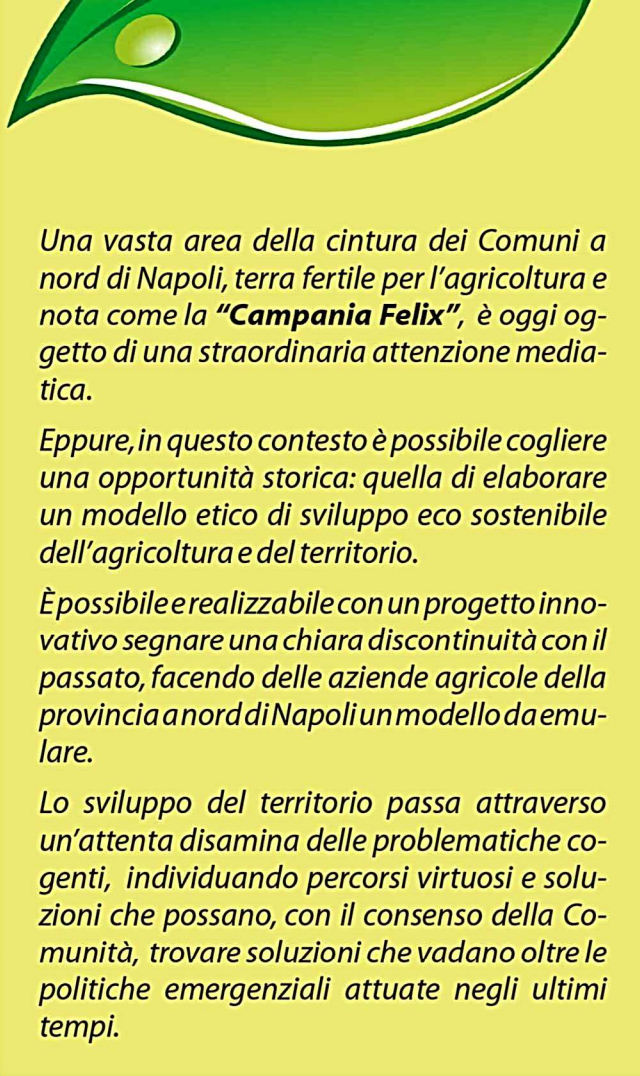 Una vasta area della cintura dei Comuni a
nord di Napoli, terra fertile per l'agricoltura e
nota come la "Campania Felix", è oggi og-
getto di una straordinaria attenzione media-
tica.
Eppure, in questo contesto è possibile cogliere
una opportunità storica: quella di elaborare
un modello etico di sviluppo eco sostenibile
dell'agricoltura e del territorio.
È possibile e realizzabile con un progetto inno-
vativo segnare una chiara discontinuità con il
passato, facendo delle aziende agricole della
provincia a nord di Napoli un modello da emu-
lare.
Lo sviluppo del territorio passa attraverso
un'attenta disamina delle problematiche co-
genti, individuando percorsi virtuosi e solu-
zioni che possano, con il consenso della Co-
munità, trovare soluzioni che vadano oltre le
politiche emergenziali attuate negli ultimi
tempi.